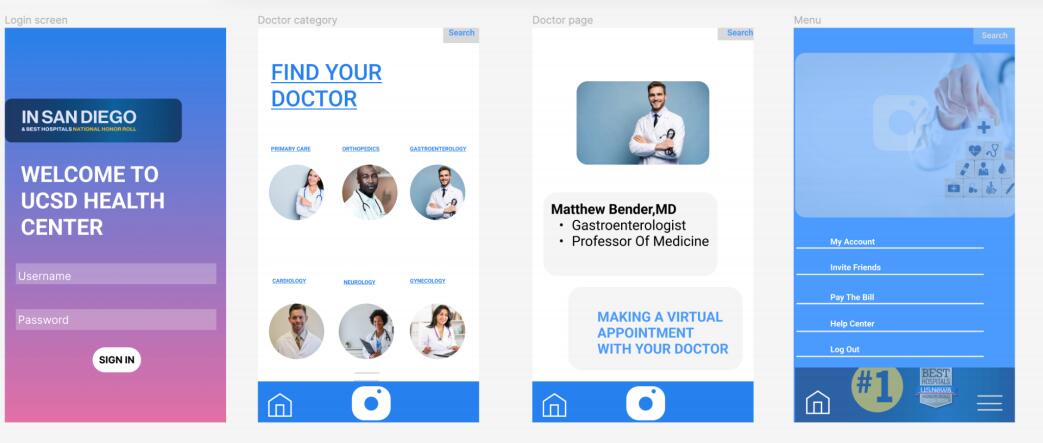 Login screen
IN SAN DIEGO
& BEST HOSPITALS NATIONAL HONOR ROLL
WELCOME TO
UCSD HEALTH
CENTER
Username
Password
SIGN IN
Doctor category
Search
FIND YOUR
DOCTOR
PRIMARY CARE ORTHOPEDICS GASTROENTEROLOGY
CARDIOLOGY NEUROLOGY GYNECOLOGY
Doctor page
Search
Matthew Bender,MD
• Gastroenterologist
• Professor Of Medicine
MAKING A VIRTUAL
APPOINTMENT
WITH YOUR DOCTOR
Menu
Search
My Account
Invite Friends
Pay The Bill
Help Center
Log Out
#1
BEST
HOSPITALS
U.S.NEWS
HONOR ROLL